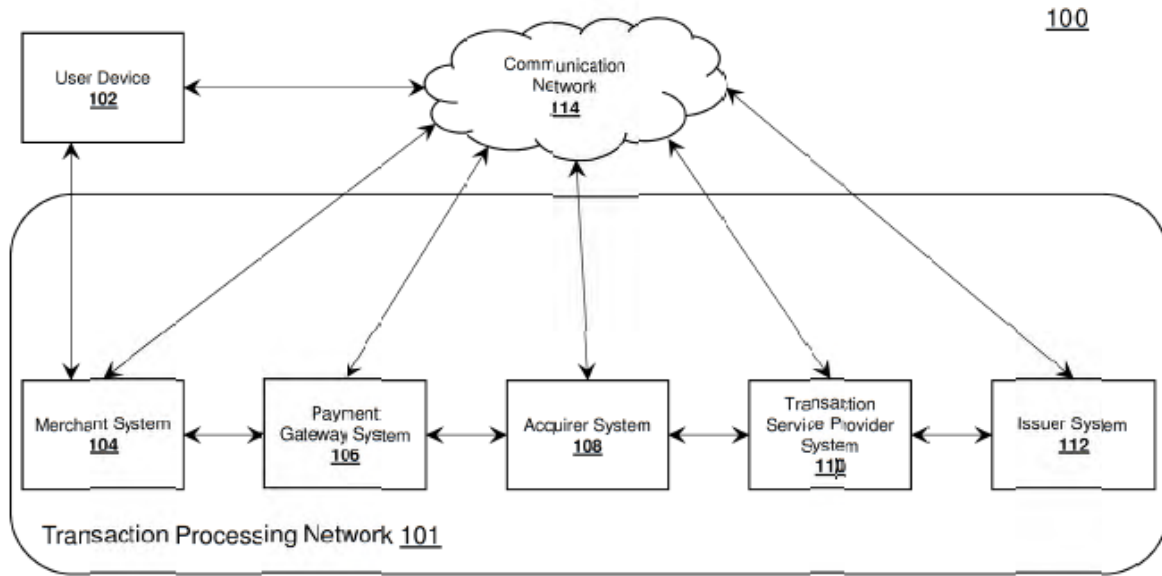 100
User Device
102
Communication
Network
114
Merchant System
104
Payment
Gateway System
106
Acquirer System
108
Transaction
Service Provider
System
110
Issuer System
112
Transaction Processing Network 101